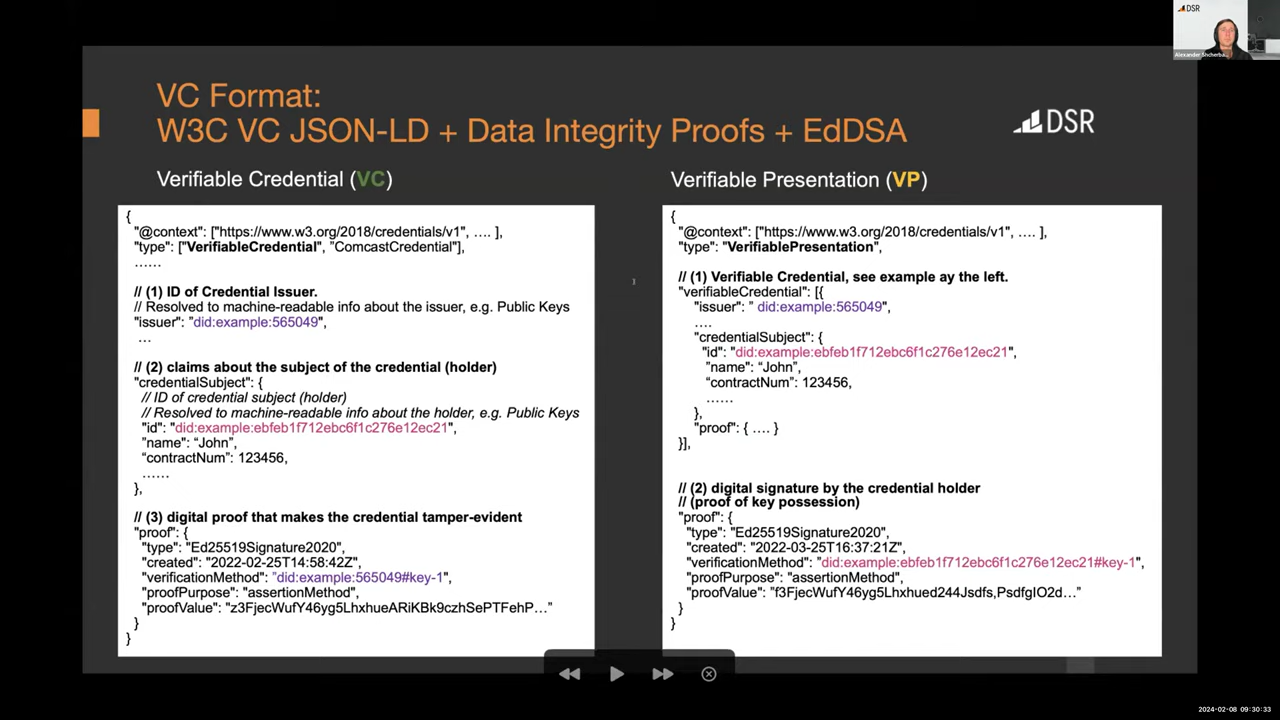 DSR
Alexander Shcherba...
VC Format:
W3C VC JSON-LD + Data Integrity Proofs + EdDSA
DSR
Verifiable Credential (VC)
{
"@context": ["https://www.w3.org/2018/credentials/v1", .... ],
"type": ["VerifiableCredential", "ComcastCredential"],
......
// (1) ID of Credential Issuer.
// Resolved to machine-readable info about the issuer, e.g. Public Keys
"issuer": "did:example:565049",
...
// (2) claims about the subject of the credential (holder)
"credentialSubject": {
// ID of credential subject (holder)
// Resolved to machine-readable info about the holder, e.g. Public Keys
"id": "did:example:ebfeb1f712ebc6f1c276e12ec21",
"name": “John”,
“contractNum”: 123456,
......
},
// (3) digital proof that makes the credential tamper-evident
"proof": {
"type": "Ed25519Signature2020",
"created": "2022-02-25T14:58:42Z",
"verificationMethod": "did:example:565049#key-1",
"proofPurpose": "assertionMethod",
"proofValue": "z3FjecWufY46yg5LhxhueARiKBk9czhSePTFehP…"
}
}
Verifiable Presentation (VP)
{
"@context": ["https://www.w3.org/2018/credentials/v1", .... ],
"type": "VerifiablePresentation",
// (1) Verifiable Credential, see example ay the left.
"verifiableCredential": [{
"issuer": " did:example:565049",
....
"credentialSubject": {
"id": "did:example:ebfeb1f712ebc6f1c276e12ec21",
"name": “John”,
“contractNum": 123456,
......
},
"proof": { .... }
}],
// (2) digital signature by the credential holder
// (proof of key possession)
"proof": {
"type": "Ed25519Signature2020",
"created": "2022-03-25T16:37:21Z",
"verificationMethod": "did:example:ebfeb1f712ebc6f1c276e12ec21#key-1",
"proofPurpose": "assertionMethod",
"proofValue": "f3FjecWufY46yg5Lhxhued244Jsdfs,PsdfgIO2d…"
}
}
2024-02-08 09:30:33